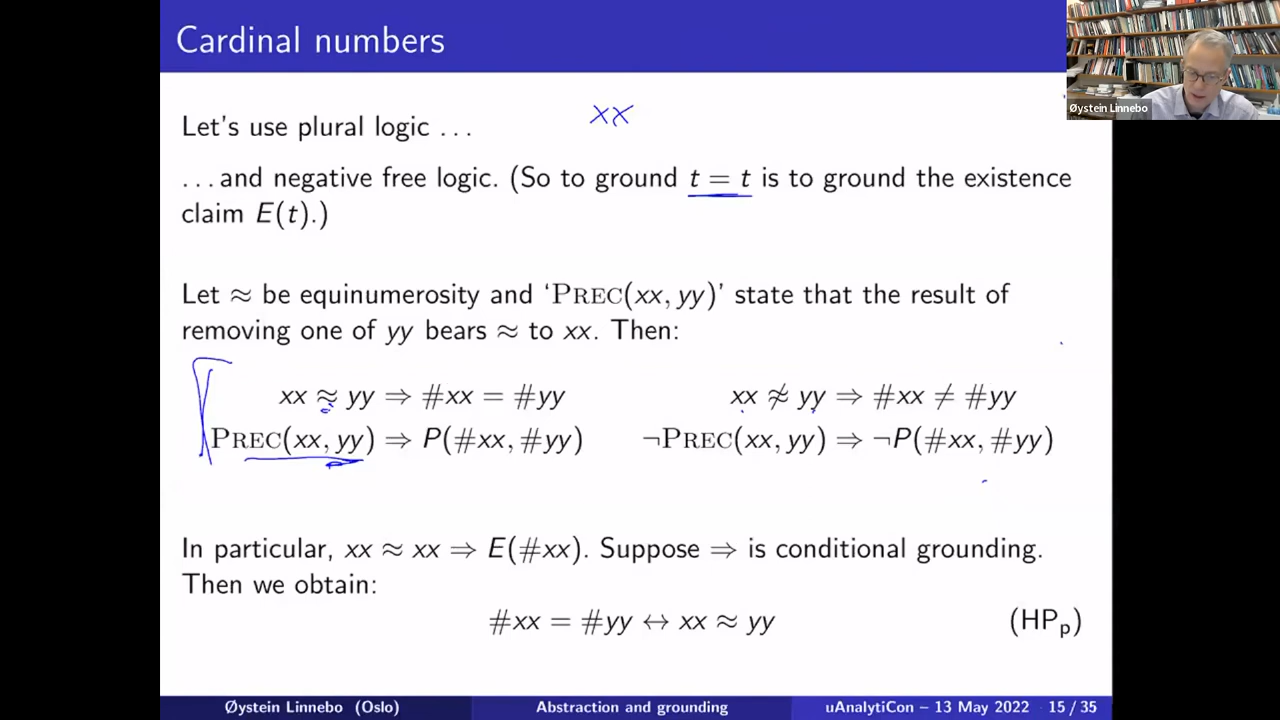 Cardinal numbers
Øystein Linnebo
Let's use plural logic . . .
xx
. . . and negative free logic. (So to ground t = t is to ground the existence
claim E(t).)
Let ≈ be equinumerosity and ‘PREC(xx, yy)’ state that the result of
removing one of yy bears ≈ to xx. Then:
xx ≈ yy ⇒ #xx = #yy xx ≉ yy ⇒ #xx ≠ #yy
PREC(xx, yy) ⇒ P(#xx, #yy) ¬PREC(xx, yy) ⇒ ¬P(#xx, #yy)
In particular, xx ≈ xx ⇒ E(#xx). Suppose ⇒ is conditional grounding.
Then we obtain:
#xx = #yy ↔ xx ≈ yy (HPp)
Øystein Linnebo (Oslo) Abstraction and grounding uAnalytiCon – 13 May 2022 15 / 35